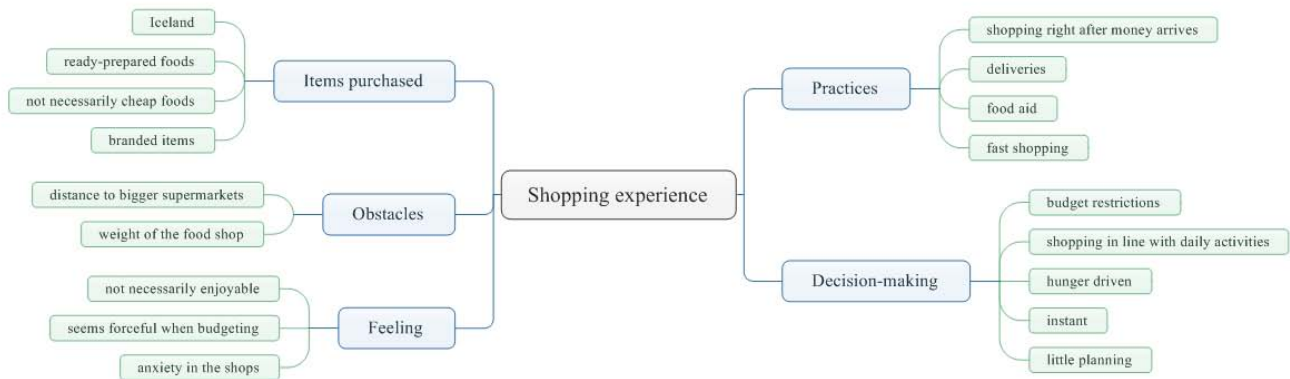 Shopping experience
Items purchased
Iceland
ready-prepared foods
not necessarily cheap foods
branded items
Obstacles
distance to bigger supermarkets
weight of the food shop
Feeling
not necessarily enjoyable
seems forceful when budgeting
anxiety in the shops
Practices
shopping right after money arrives
deliveries
food aid
fast shopping
Decision-making
budget restrictions
shopping in line with daily activities
hunger driven
instant
little planning